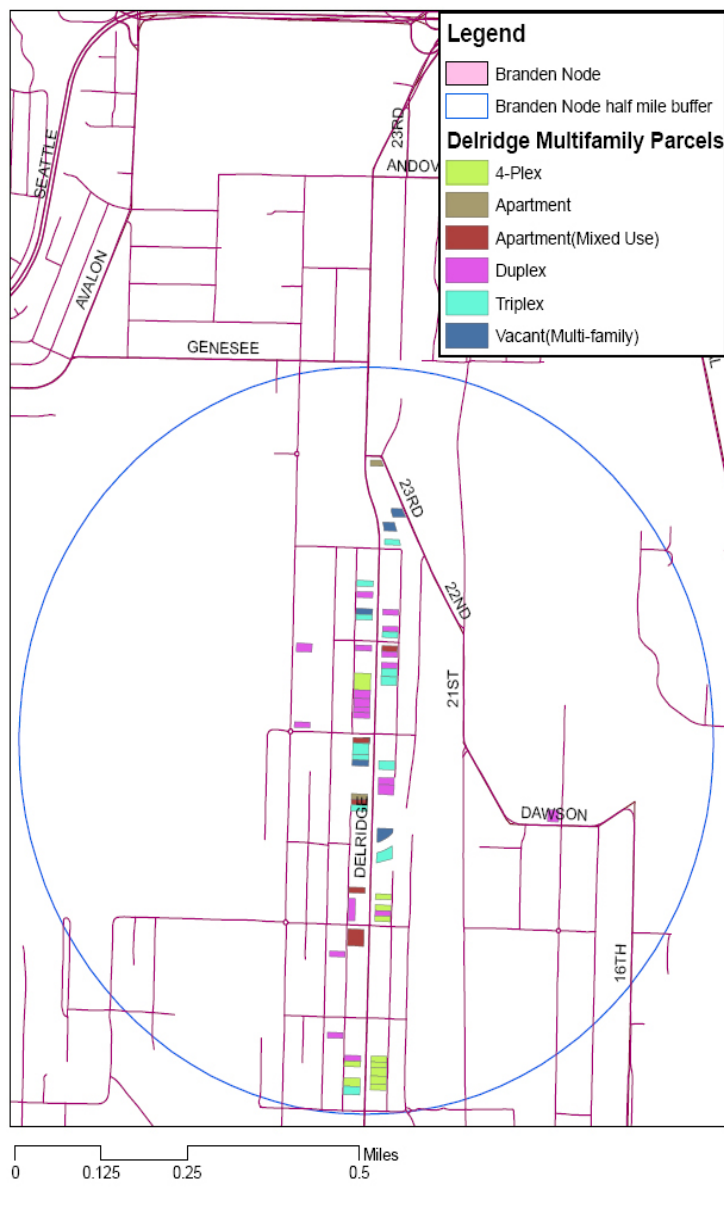 Legend
Branden Node
Branden Node half mile buffer
Delridge Multifamily Parcels
4-Plex
Apartment
Apartment(Mixed Use)
Duplex
Triplex
Vacant(Multi-family)
23RD
SEATTLE
ANDOV
AVALON
GENESEE
23RD
22ND
21ST
DAWSON
DELRIDGE
16TH
Miles
0
0.125
0.25
0.5